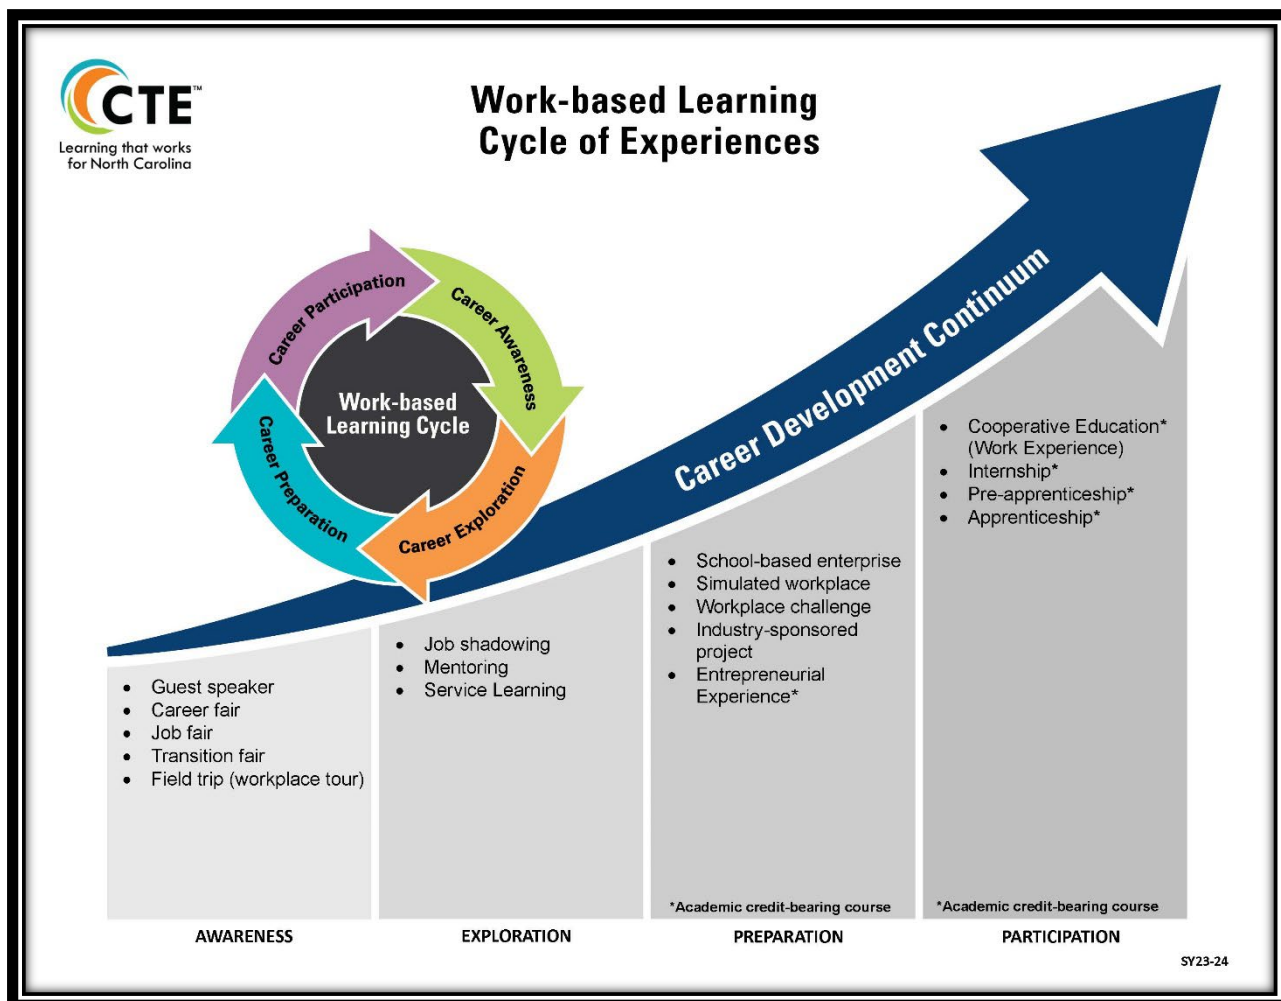 CTE™
Learning that works
for North Carolina
Work-based Learning
Cycle of Experiences
Career Participation
Career Awareness
Career Exploration
Career Preparation
Work-based
Learning Cycle
Career Development Continuum
• Guest speaker
• Career fair
• Job fair
• Transition fair
• Field trip (workplace tour)
• Job shadowing
• Mentoring
• Service Learning
• School-based enterprise
• Simulated workplace
• Workplace challenge
• Industry-sponsored
project
• Entrepreneurial
Experience*
*Academic credit-bearing course
• Cooperative Education*
(Work Experience)
• Internship*
• Pre-apprenticeship*
• Apprenticeship*
*Academic credit-bearing course
AWARENESS
EXPLORATION
PREPARATION
PARTICIPATION
SY23-24